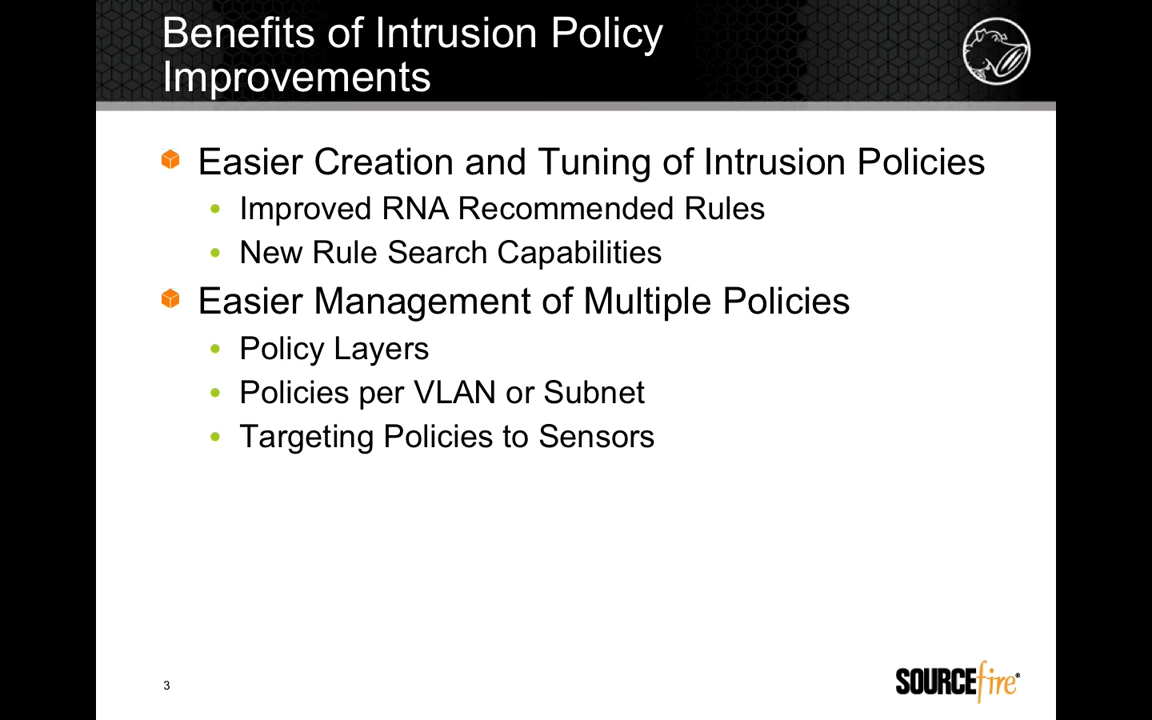 Benefits of Intrusion Policy
Improvements
Easier Creation and Tuning of Intrusion Policies
Improved RNA Recommended Rules
New Rule Search Capabilities
Easier Management of Multiple Policies
Policy Layers
Policies per VLAN or Subnet
Targeting Policies to Sensors
3
SOURCEfire®